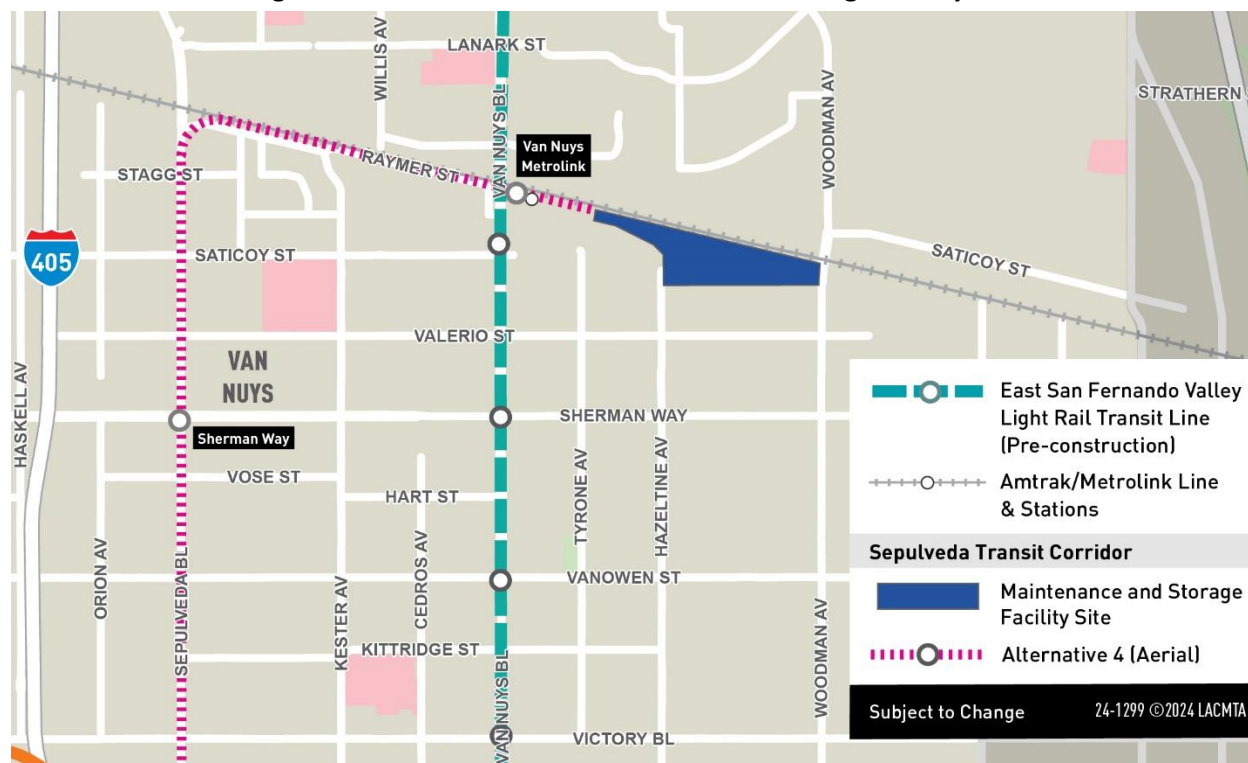 LANARK ST
WILLIS AV
VAN NUYS BL
WOODMAN AV
STRATHERN
Van Nuys
Metrolink
RAYMER ST
STAGG ST
405
SATICOY ST
SATICOY ST
VALERIO ST
VAN
NUYS
HASKELL AV
SHERMAN WAY
Sherman Way
VOSE ST
HART ST
TYRONE AV
HAZELTINE AV
ORION AV
SEPULVEDA BL
KESTER AV
CEDROS AV
VANOWEN ST
WOODMAN AV
KITTRIDGE ST
VAN NUYS BL
VICTORY BL
East San Fernando Valley
Light Rail Transit Line
(Pre-construction)
Amtrak/Metrolink Line
& Stations
Sepulveda Transit Corridor
Maintenance and Storage
Facility Site
Alternative 4 (Aerial)
Subject to Change 24-1299 ©2024 LACMTA